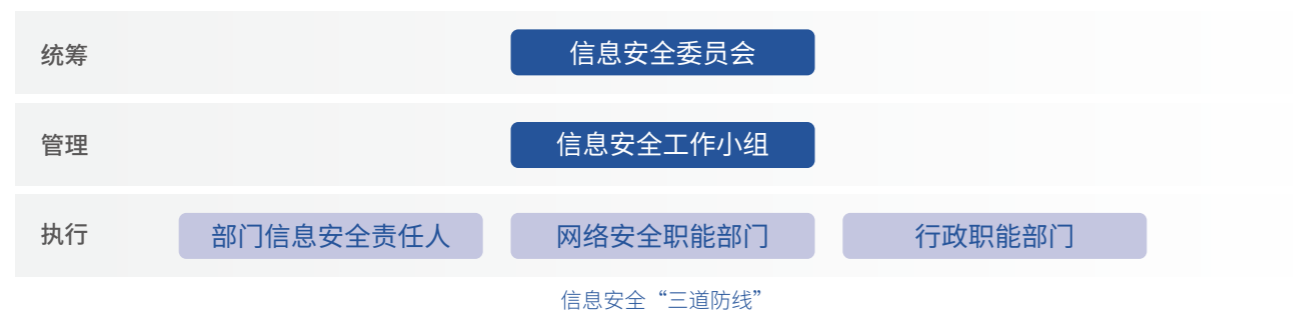 统筹
信息安全委员会
管理
信息安全工作小组
执行
部门信息安全责任人
网络安全职能部门
行政职能部门
信息安全“三道防线”